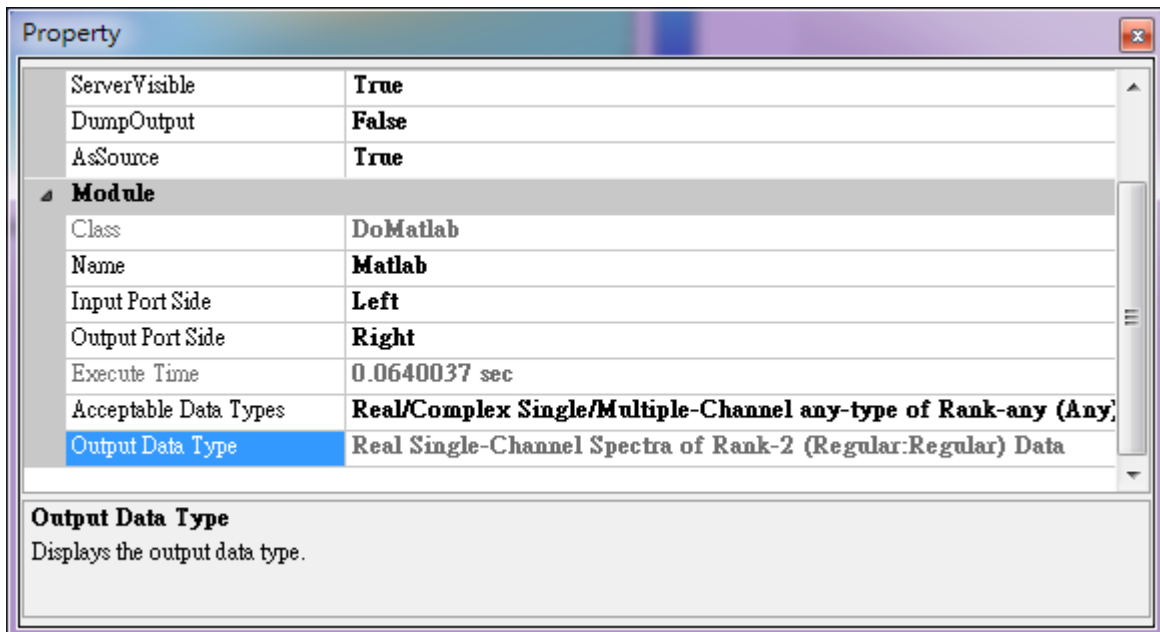 Property
ServerVisible True
DumpOutput False
AsSource True
Module
Class DoMatlab
Name Matlab
Input Port Side Left
Output Port Side Right
Execute Time 0.0640037 sec
Acceptable Data Types Real/Complex Single/Multiple-Channel any-type of Rank-any (Any)
Output Data Type Real Single-Channel Spectra of Rank-2 (Regular:Regular) Data
Output Data Type
Displays the output data type.